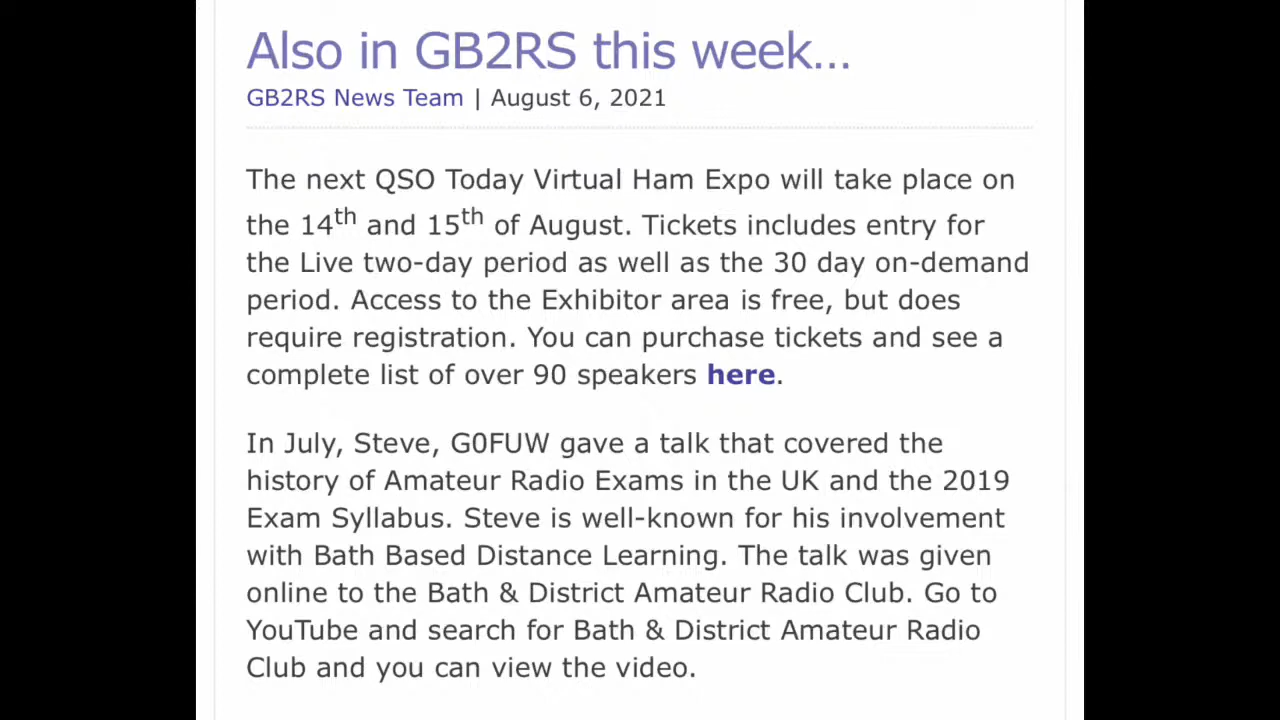 Also in GB2RS this week...
GB2RS News Team | August 6, 2021
The next QSO Today Virtual Ham Expo will take place on
the 14th and 15th of August. Tickets includes entry for
the Live two-day period as well as the 30 day on-demand
period. Access to the Exhibitor area is free, but does
require registration. You can purchase tickets and see a
complete list of over 90 speakers here.
In July, Steve, G0FUW gave a talk that covered the
history of Amateur Radio Exams in the UK and the 2019
Exam Syllabus. Steve is well-known for his involvement
with Bath Based Distance Learning. The talk was given
online to the Bath & District Amateur Radio Club. Go to
YouTube and search for Bath & District Amateur Radio
Club and you can view the video.